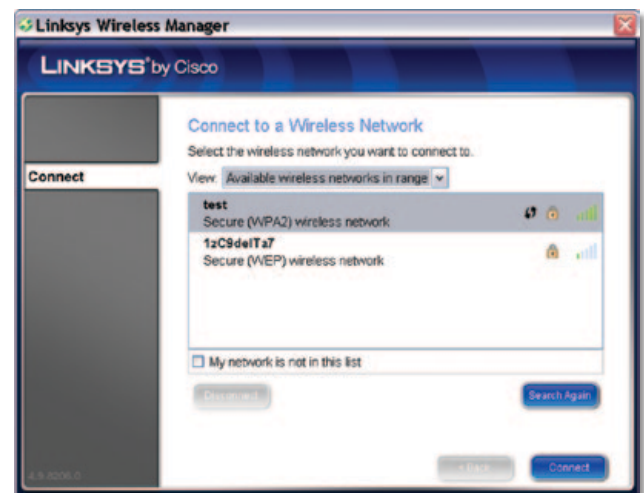 Linksys Wireless Manager
LINKSYS® by Cisco
Connect to a Wireless Network
Select the wireless network you want to connect to.
Connect
View: Available wireless networks in range
test
Secure (WPA2) wireless network
1zC9delTa7
Secure (WEP) wireless network
My network is not in this list
Disconnect
Search Again
< Back
Connect